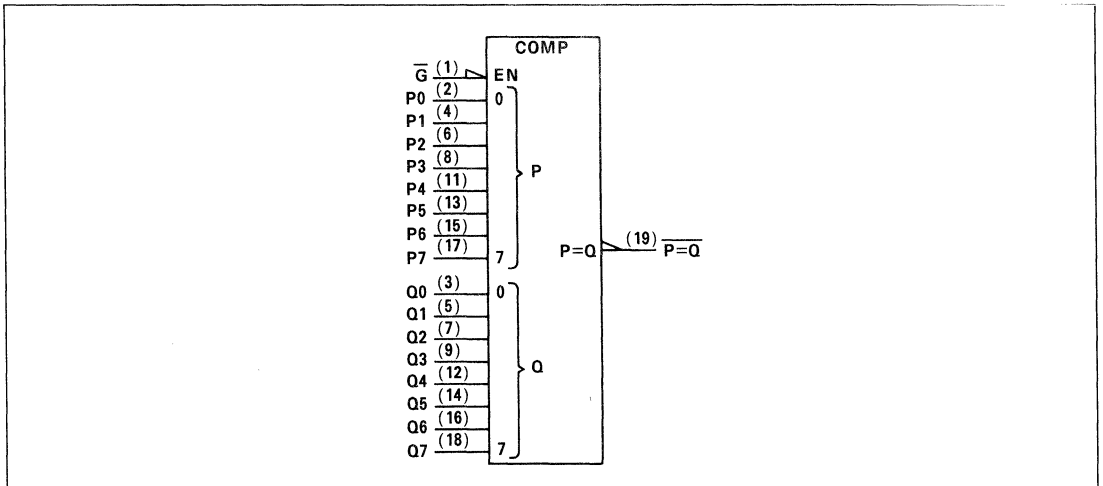 COMP
G̅ (1) EN
P0 (2) 0
P1 (4)
P2 (6)
P3 (8) P
P4 (11)
P5 (13)
P6 (15)
P7 (17) 7
P=Q (19) P̅=̅Q̅
Q0 (3) 0
Q1 (5)
Q2 (7)
Q3 (9) Q
Q4 (12)
Q5 (14)
Q6 (16)
Q7 (18) 7